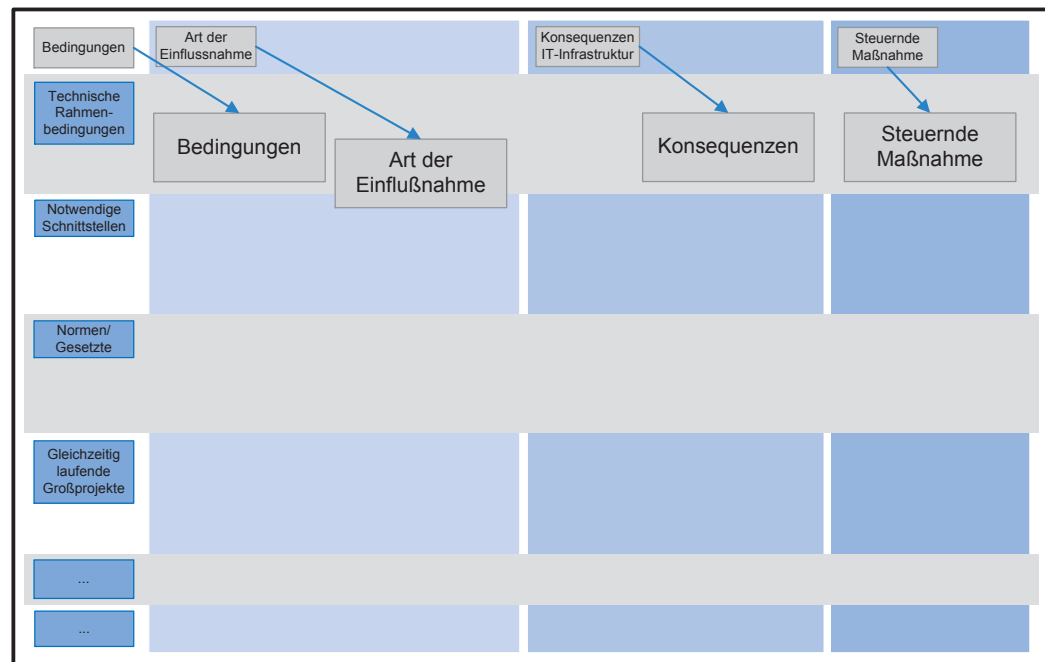 Bedingungen
Art der
Einflussnahme
Konsequenzen
IT-Infrastruktur
Steuernde
Maßnahme
Technische
Rahmen-
bedingungen
Bedingungen
Art der
Einflußnahme
Konsequenzen
Steuernde
Maßnahme
Notwendige
Schnittstellen
Normen/
Gesetzte
Gleichzeitig
laufende
Großprojekte
...
...